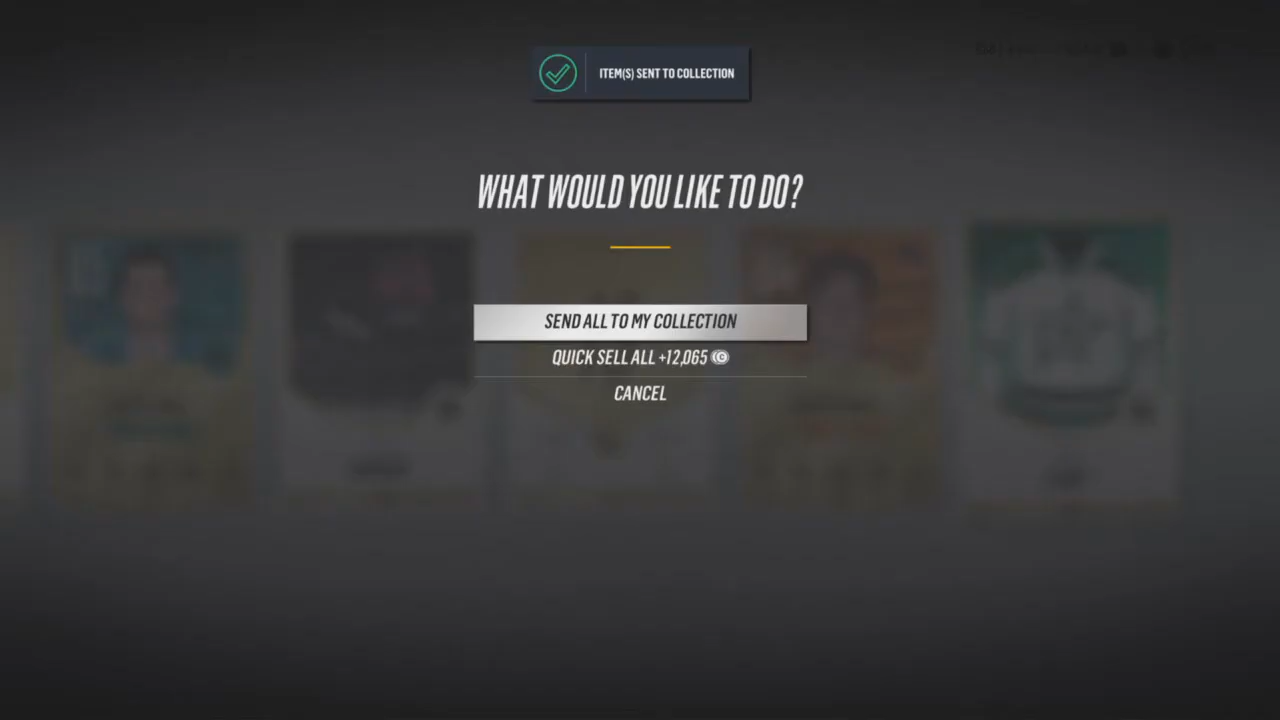 ITEM(S) SENT TO COLLECTION
WHAT WOULD YOU LIKE TO DO?
SEND ALL TO MY COLLECTION
QUICK SELL ALL +12,065
CANCEL